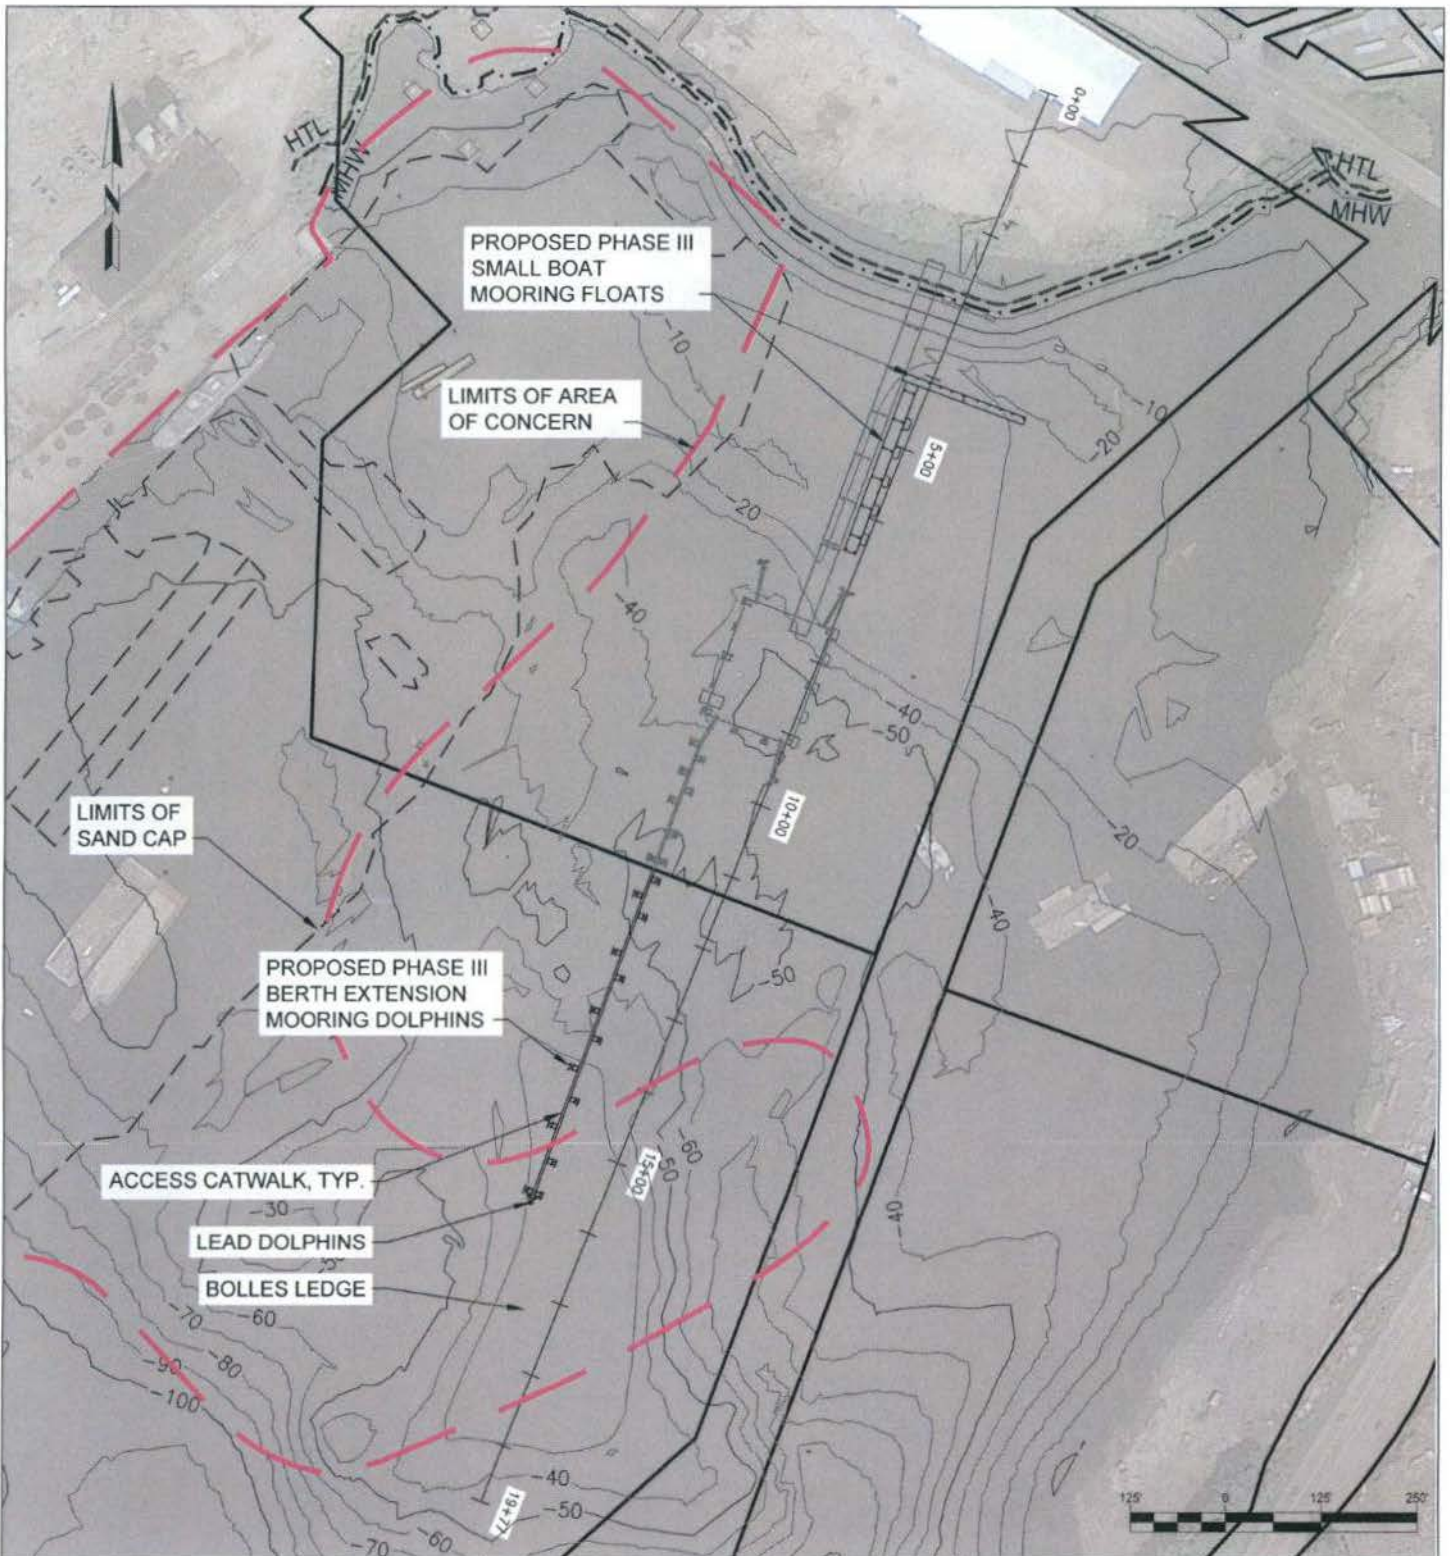 0+00
HTL
MHW
HTL
MHW
N
PROPOSED PHASE III
SMALL BOAT
MOORING FLOATS
-10
LIMITS OF AREA
OF CONCERN
-10
-20
5+00
-20
-40
-40
-50
10+00
LIMITS OF
SAND CAP
-20
-40
PROPOSED PHASE III
BERTH EXTENSION
MOORING DOLPHINS
-50
-60
-50
15+00
ACCESS CATWALK, TYP.
-30
-40
LEAD DOLPHINS
BOLLES LEDGE
-70
-60
-80
-90
-100
-40
19+77
-50
-60
-70
125'
0
125'
250'